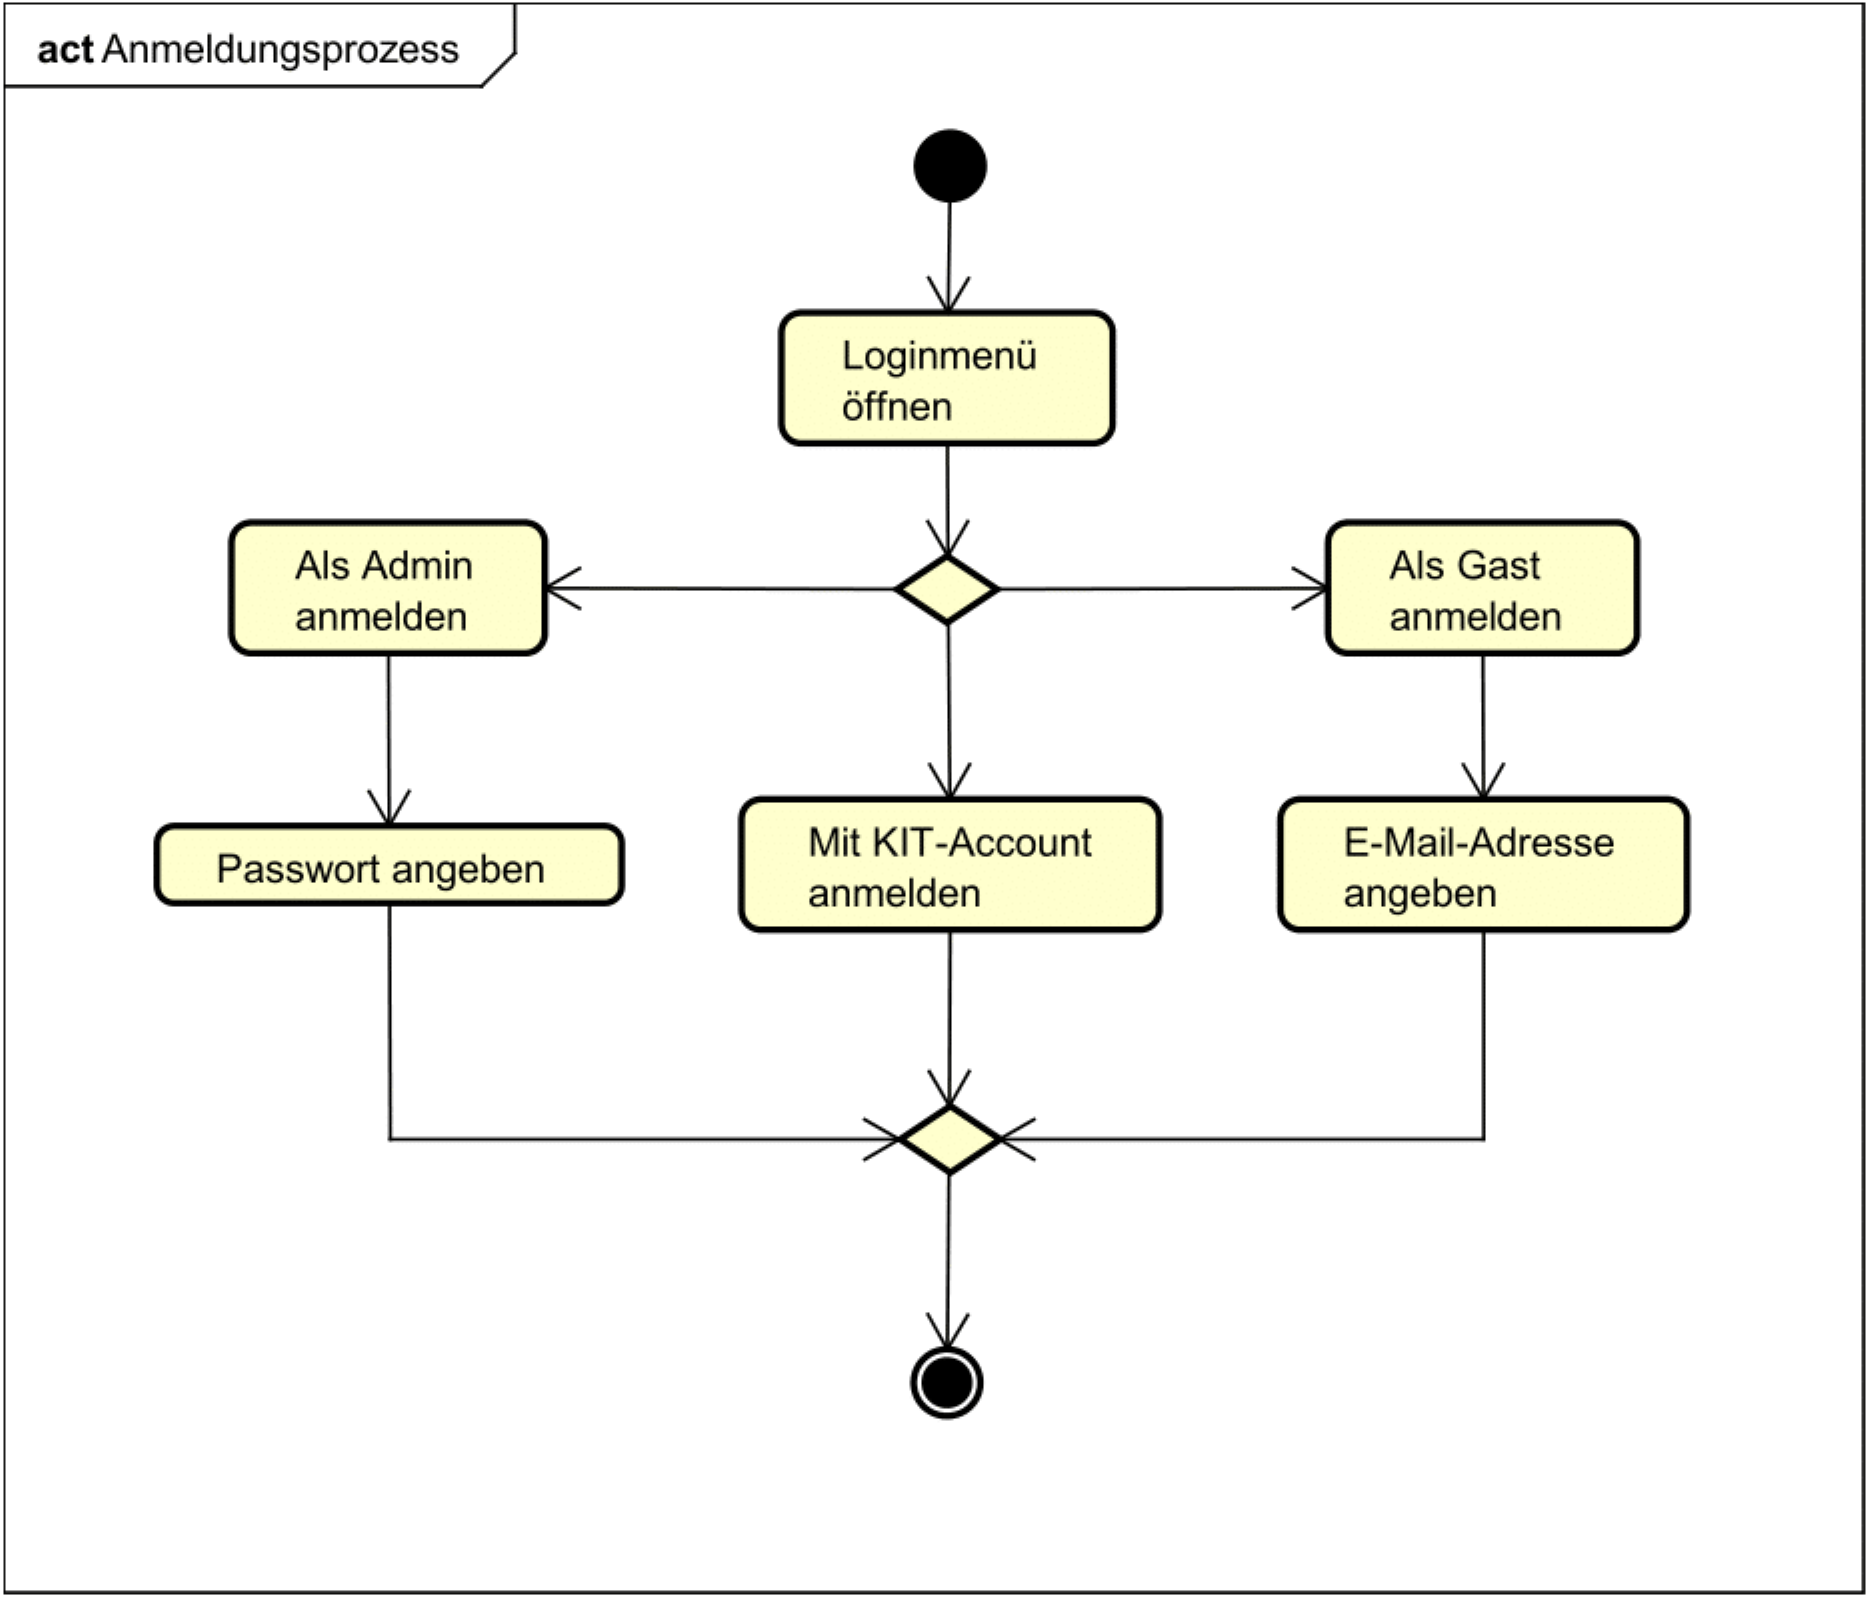 act Anmeldungsprozess
Loginmenü
öffnen
Als Admin
anmelden
Als Gast
anmelden
Passwort angeben
Mit KIT-Account
anmelden
E-Mail-Adresse
angeben